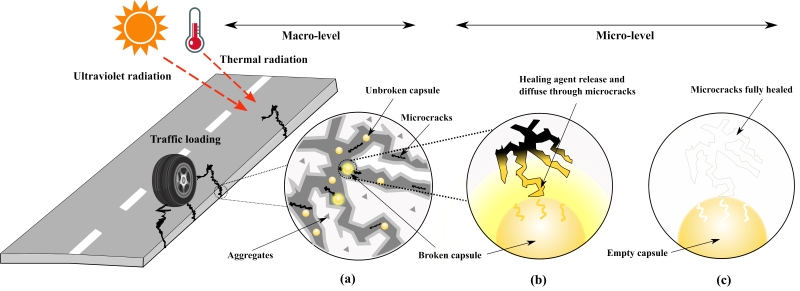 Macro-level
Micro-level
Thermal radiation
Ultraviolet radiation
Traffic loading
Unbroken capsule
Microcracks
Aggregates
Broken capsule
Healing agent release and
diffuse through microcracks
Microcracks fully healed
Empty capsule
(a)
(b)
(c)